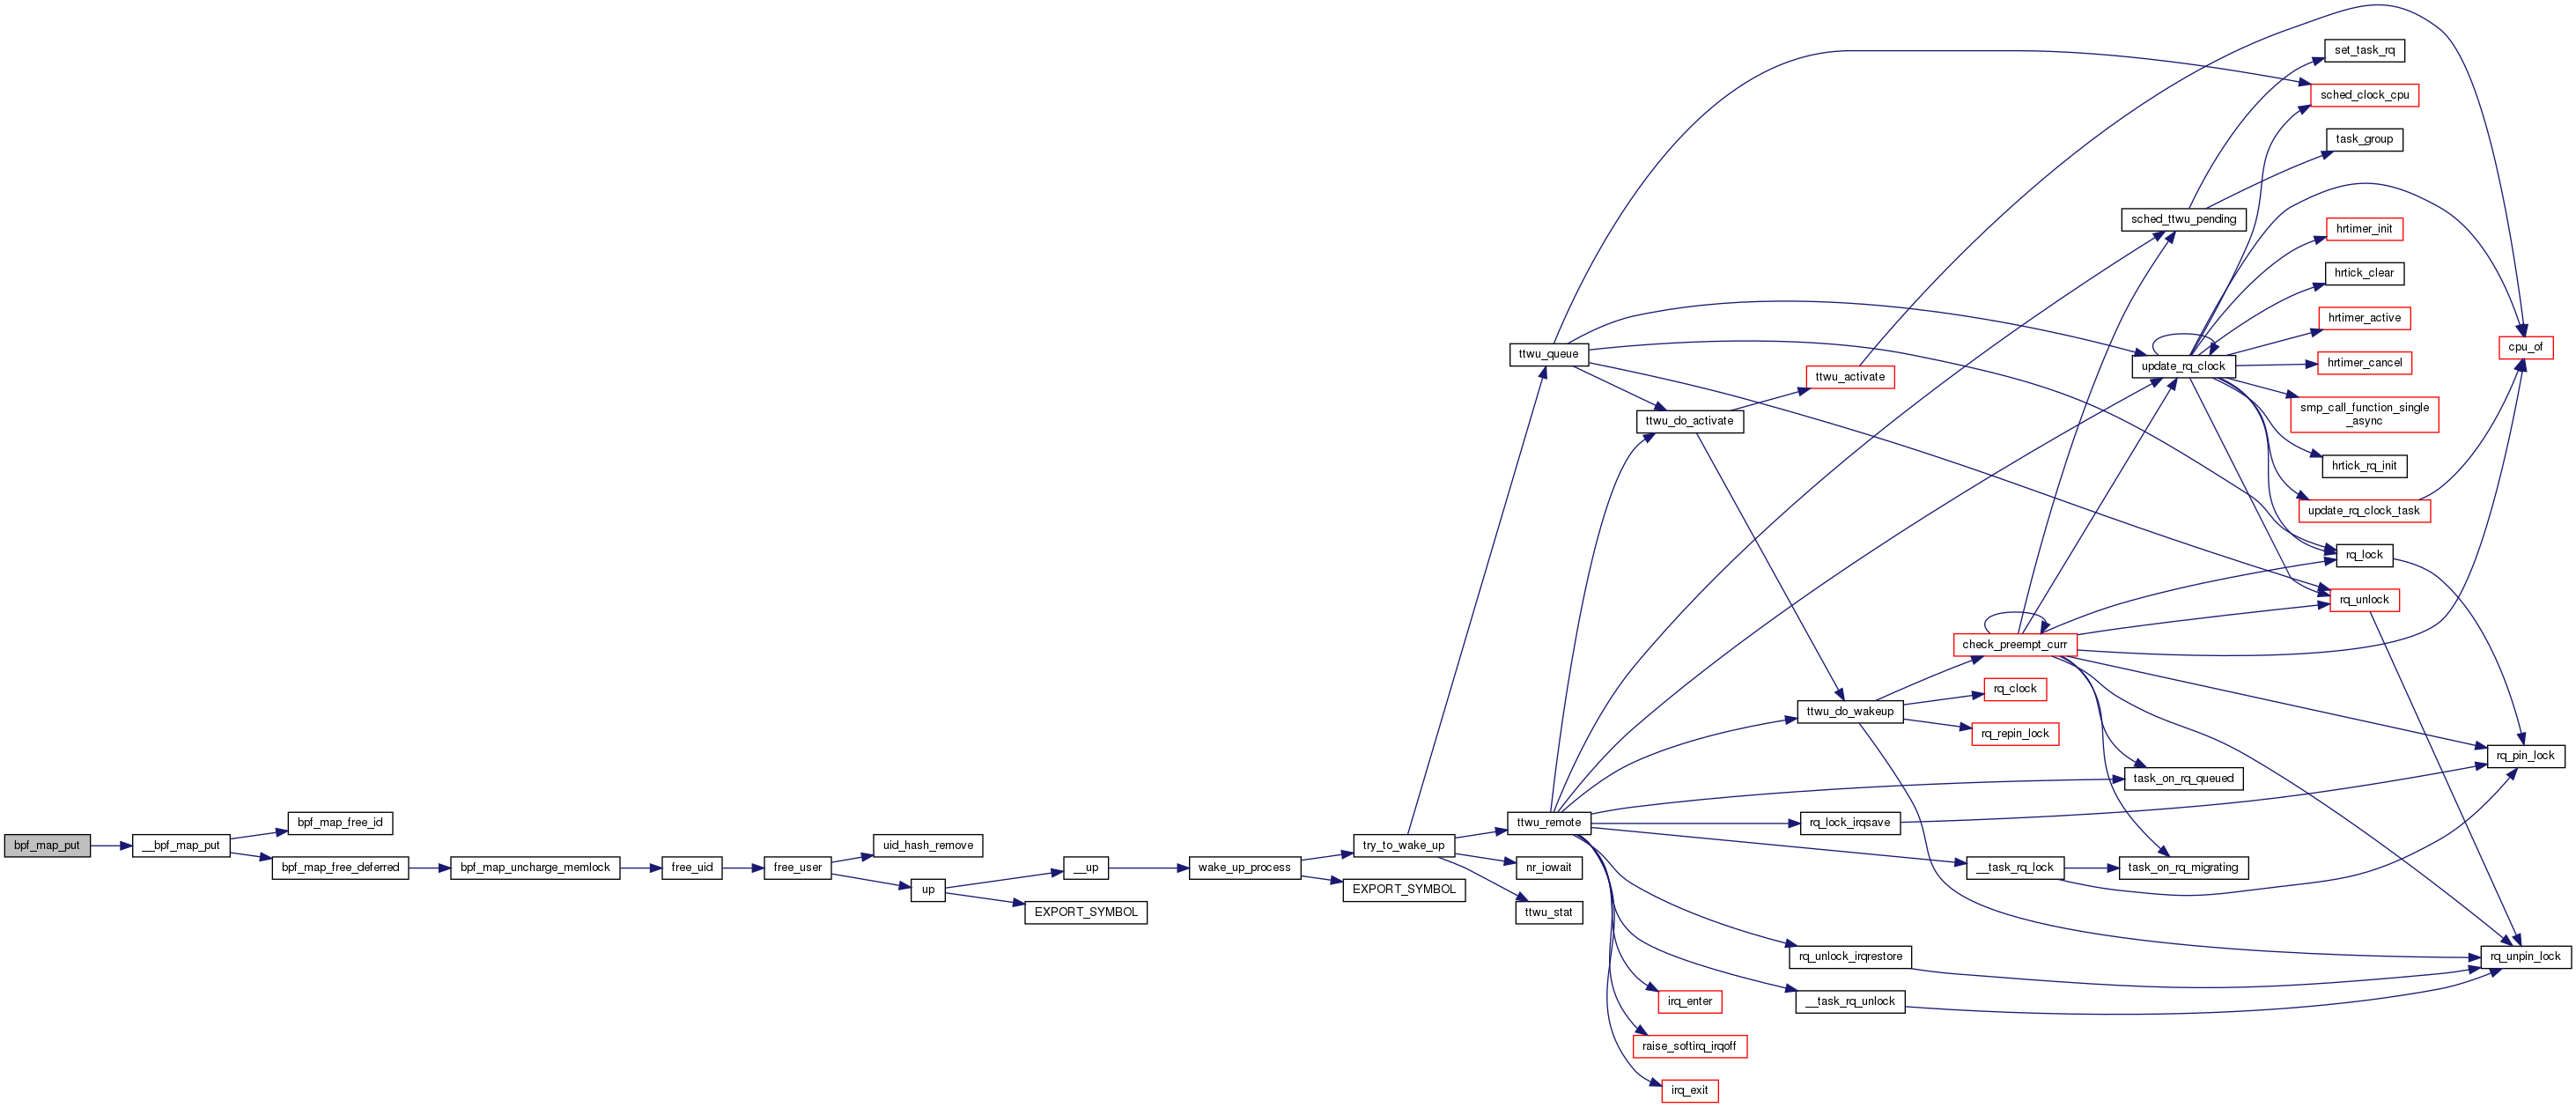 bpf_map_put
__bpf_map_put
bpf_map_free_id
bpf_map_free_deferred
bpf_map_uncharge_memlock
free_uid
free_user
uid_hash_remove
up
__up
EXPORT_SYMBOL
wake_up_process
try_to_wake_up
EXPORT_SYMBOL
ttwu_queue
ttwu_remote
nr_iowait
ttwu_stat
ttwu_do_activate
irq_enter
raise_softirq_irqoff
irq_exit
ttwu_activate
ttwu_do_wakeup
rq_lock_irqsave
rq_unlock_irqrestore
__task_rq_unlock
check_preempt_curr
rq_clock
rq_repin_lock
__task_rq_lock
sched_ttwu_pending
update_rq_clock
task_on_rq_queued
task_on_rq_migrating
set_task_rq
sched_clock_cpu
task_group
hrtimer_init
hrtick_clear
hrtimer_active
hrtimer_cancel
smp_call_function_single
_async
hrtick_rq_init
update_rq_clock_task
rq_lock
rq_unlock
cpu_of
rq_pin_lock
rq_unpin_lock